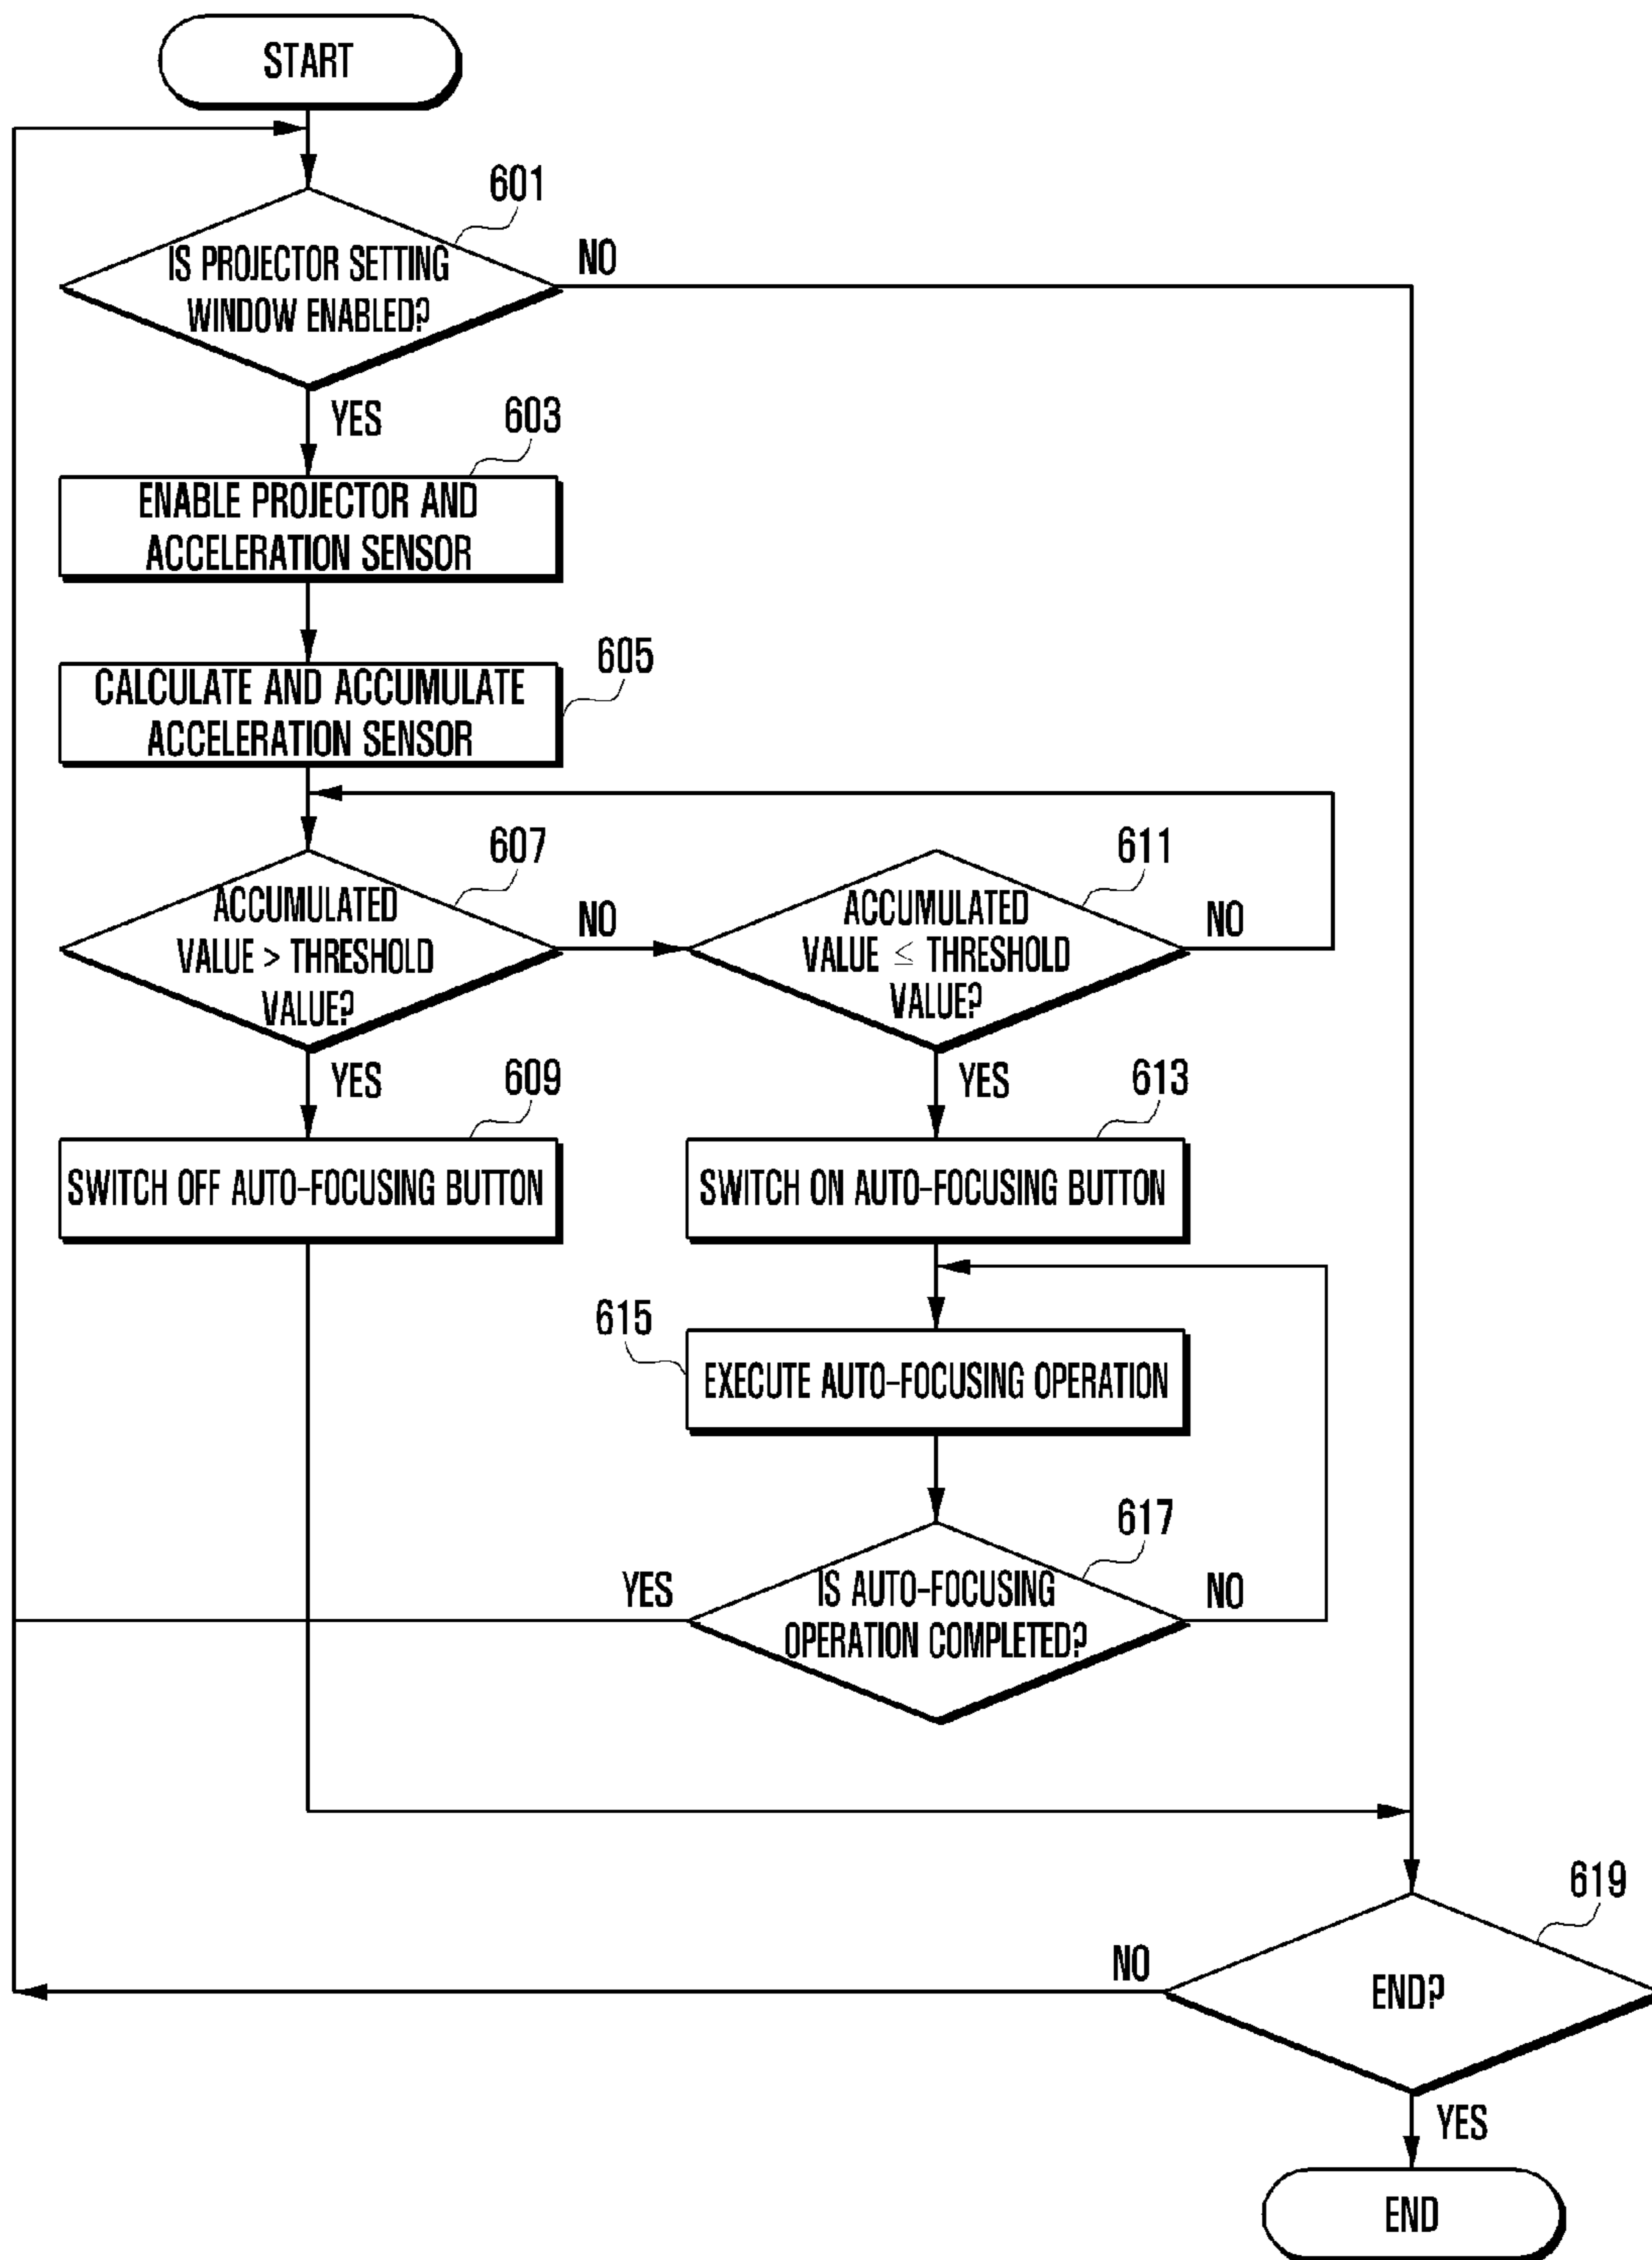 START
601
IS PROJECTOR SETTING
WINDOW ENABLED?
NO
YES
603
ENABLE PROJECTOR AND
ACCELERATION SENSOR
605
CALCULATE AND ACCUMULATE
ACCELERATION SENSOR
607
ACCUMULATED
VALUE > THRESHOLD
VALUE?
NO
611
ACCUMULATED
VALUE ≤ THRESHOLD
VALUE?
NO
YES
609
SWITCH OFF AUTO-FOCUSING BUTTON
YES
613
SWITCH ON AUTO-FOCUSING BUTTON
615
EXECUTE AUTO-FOCUSING OPERATION
617
IS AUTO-FOCUSING
OPERATION COMPLETED?
YES
NO
619
END?
NO
YES
END